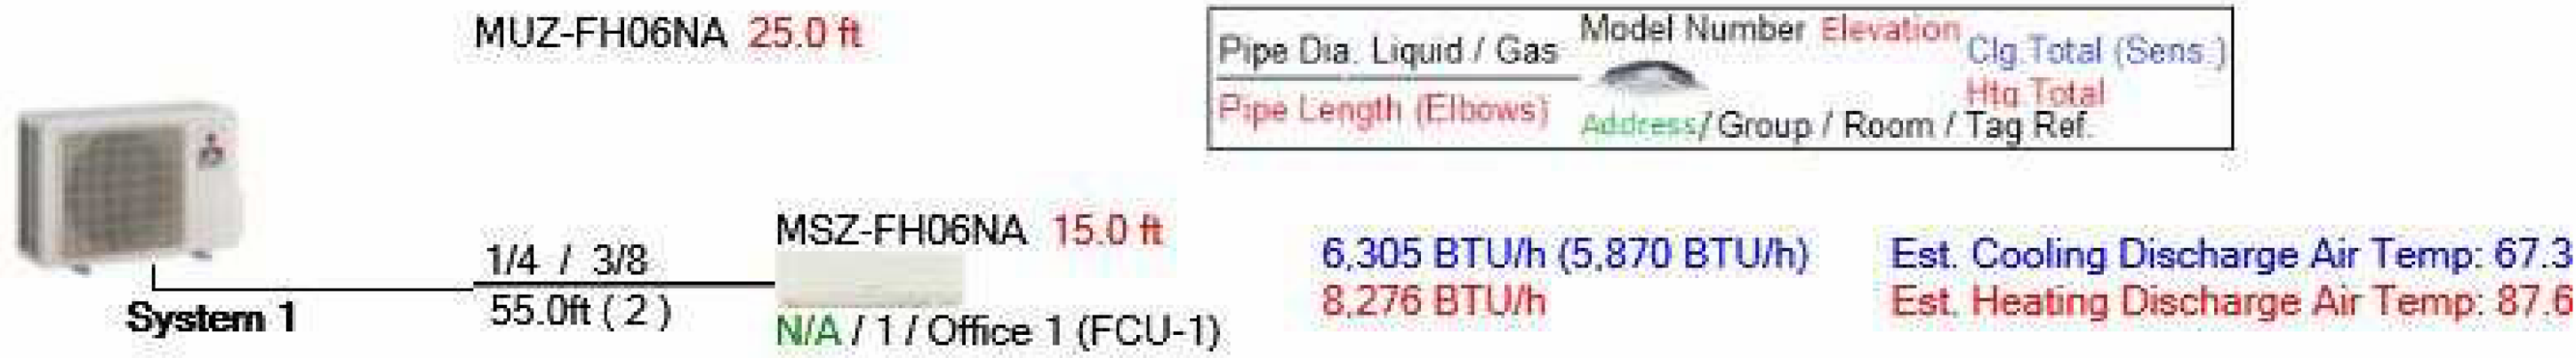 MUZ-FH06NA 25.0 ft
Pipe Dia. Liquid / Gas
Pipe Length (Elbows)
Model Number Elevation
Clg.Total (Sens.)
Htg.Total
Address/ Group / Room / Tag Ref.
System 1
1/4 / 3/8
55.0ft ( 2 )
MSZ-FH06NA 15.0 ft
N/A / 1 / Office 1 (FCU-1)
6,305 BTU/h (5,870 BTU/h)
8,276 BTU/h
Est. Cooling Discharge Air Temp: 67.3
Est. Heating Discharge Air Temp: 87.6